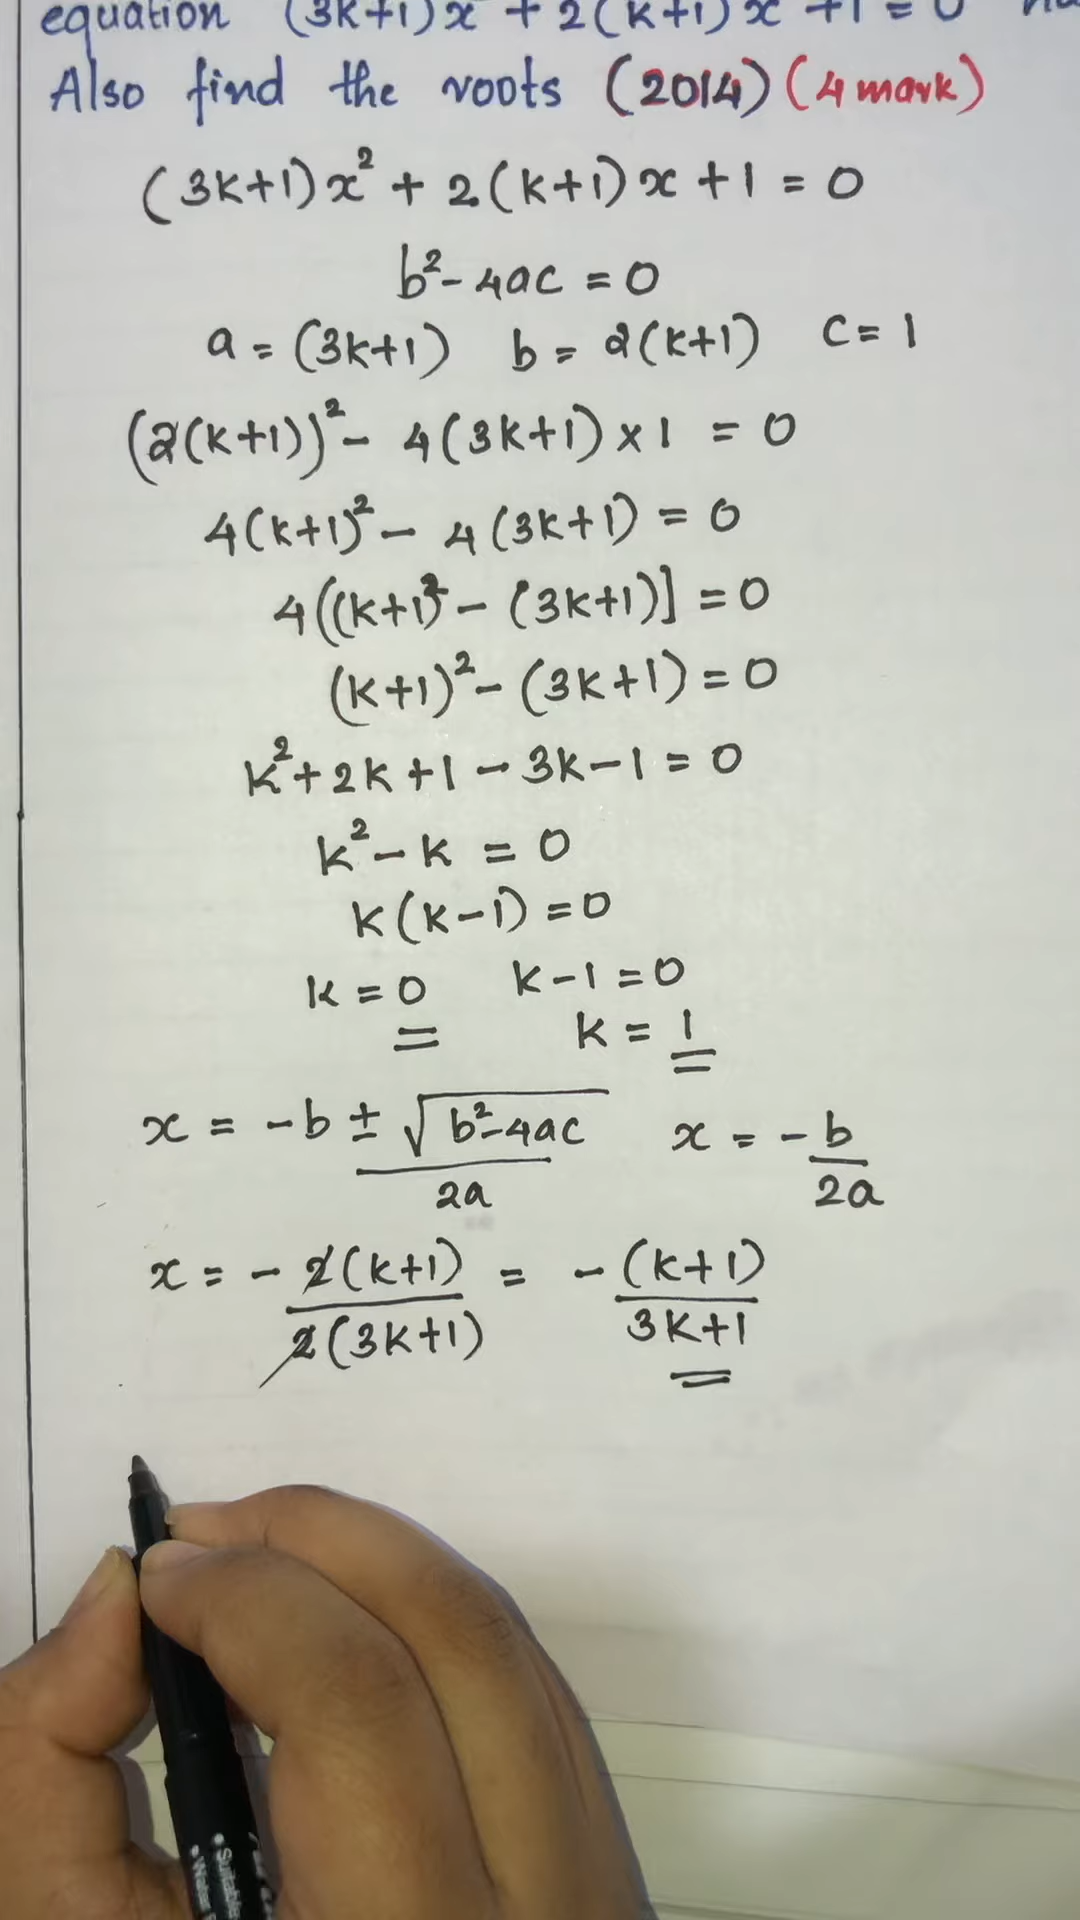 equation (3k+1)x² + 2(k+1)x +1 = 0
Also find the roots (2014) (4 mark)
(3k+1)x² + 2(k+1)x +1 = 0
b² - 4ac = 0
a = (3k+1) b = 2(k+1) c = 1
(2(k+1))² - 4(3k+1)×1 = 0
4(k+1)² - 4(3k+1) = 0
4((k+1)² - (3k+1)] = 0
(k+1)² - (3k+1) = 0
k² + 2k + 1 - 3k - 1 = 0
k² - k = 0
k(k-1) = 0
k = 0 k - 1 = 0
k = 1
x = -b ± √b²-4ac / 2a x = -b/2a
x = - 2(k+1) / 2(3k+1) = -(k+1) / 3k+1
Suitable
Water